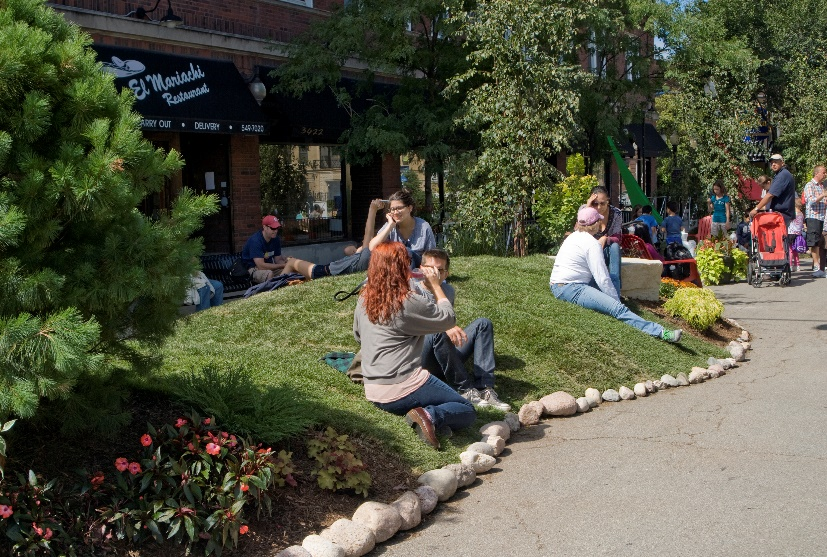 El Mariachi
Restaurant
CARRY OUT • DELIVERY • 549-7020